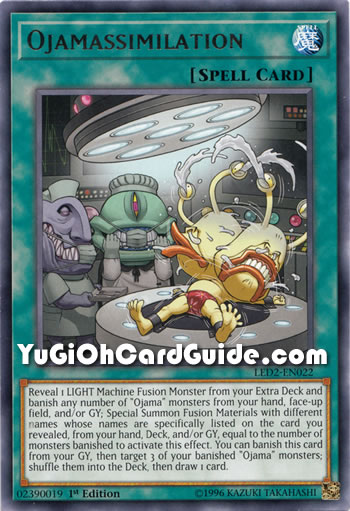 OJAMASSIMILATION
SPELL
魔
[SPELL CARD]
YuGiOhCardGuide.com
LED2-EN022
Reveal 1 LIGHT Machine Fusion Monster from your Extra Deck and
banish any number of "Ojama" monsters from your hand, face-up
field, and/or GY; Special Summon Fusion Materials with different
names whose names are specifically listed on the card you
revealed, from your hand, Deck, and/or GY, equal to the number of
monsters banished to activate this effect. You can banish this card
from your GY, then target 3 of your banished "Ojama" monsters;
shuffle them into the Deck, then draw 1 card.
02390019 1st Edition ©1996 KAZUKI TAKAHASHI